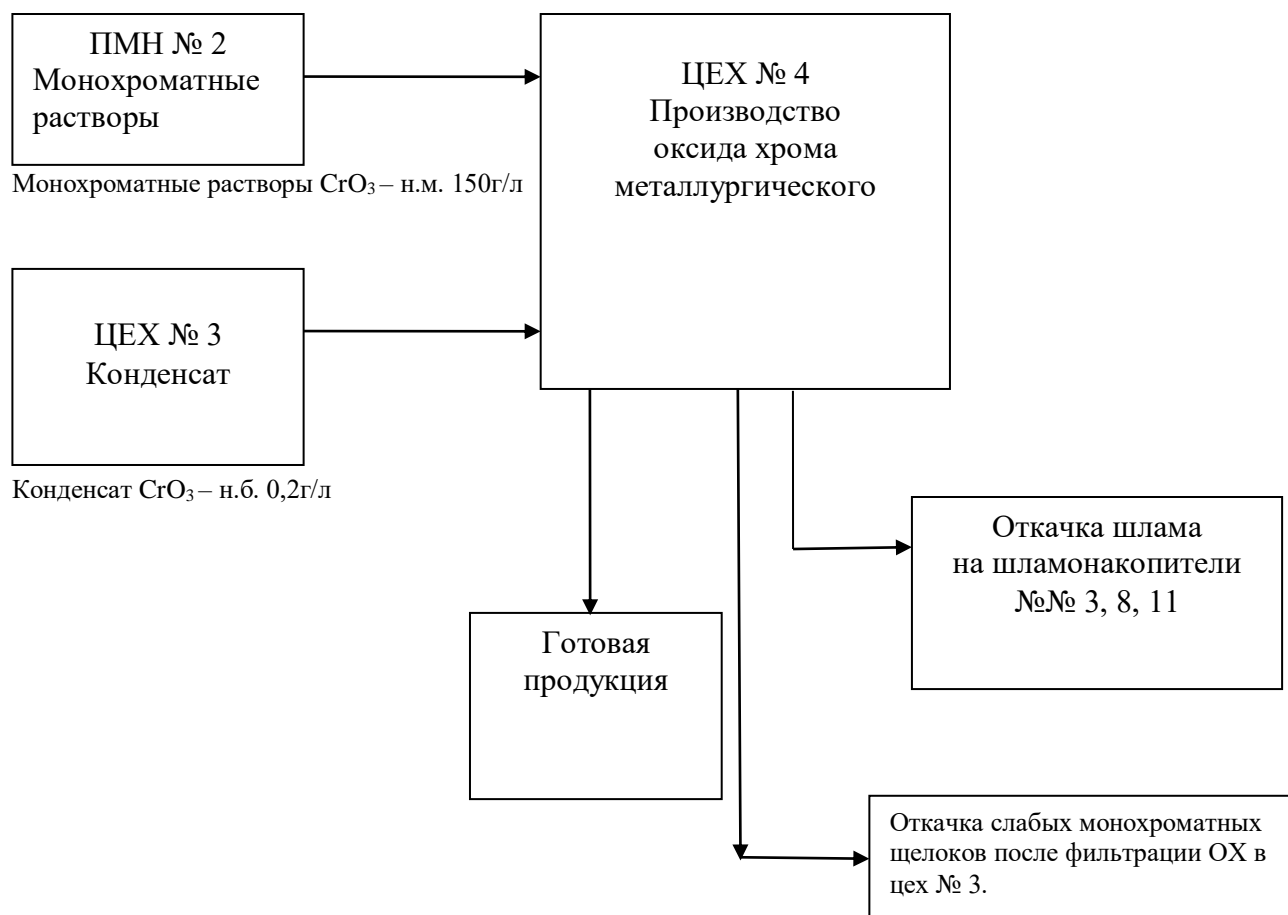 ПМН № 2
Монохроматные
растворы
ЦЕХ № 4
Производство
оксида хрома
металлургического
Монохроматные растворы CrO₃ – н.м. 150г/л
ЦЕХ № 3
Конденсат
Конденсат CrO₃ – н.б. 0,2г/л
Откачка шлама
на шламонакопители
№№ 3, 8, 11
Готовая
продукция
Откачка слабых монохроматных
щелоков после фильтрации ОХ в
цех № 3.